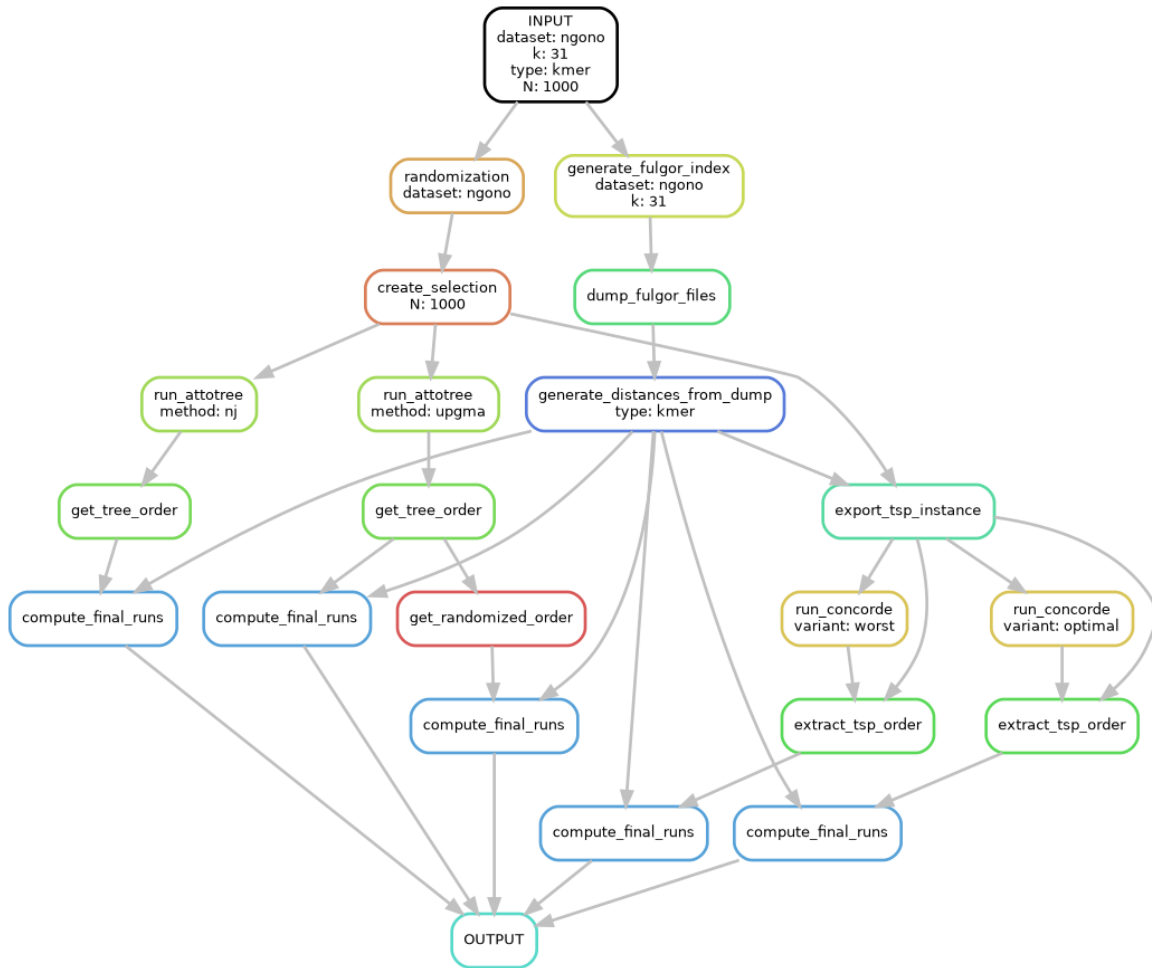 INPUT
dataset: ngono
k: 31
type: kmer
N: 1000
randomization
dataset: ngono
generate_fulgor_index
dataset: ngono
k: 31
create_selection
N: 1000
dump_fulgor_files
run_attotree
method: nj
run_attotree
method: upgma
generate_distances_from_dump
type: kmer
get_tree_order
get_tree_order
export_tsp_instance
compute_final_runs
compute_final_runs
get_randomized_order
run_concorde
variant: worst
run_concorde
variant: optimal
compute_final_runs
extract_tsp_order
extract_tsp_order
compute_final_runs
compute_final_runs
OUTPUT